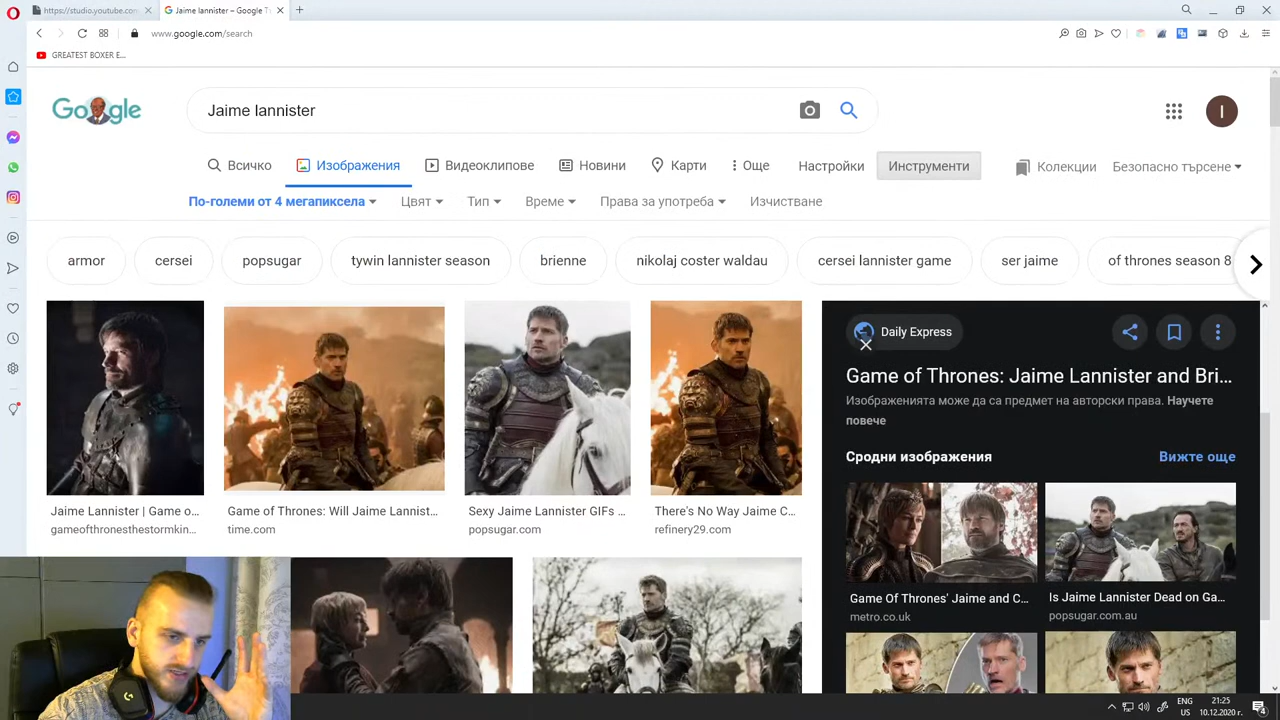 https://studio.youtube.com
Jaime lannister – Google Т
www.google.com/search
GREATEST BOXER E...
Google
Jaime lannister
Всичко
Изображения
Видеоклипове
Новини
Карти
Още
Настройки
Инструменти
Колекции
Безопасно търсене
По-големи от 4 мегапиксела
Цвят
Тип
Време
Права за употреба
Изчистване
armor
cersei
popsugar
tywin lannister season
brienne
nikolaj coster waldau
cersei lannister game
ser jaime
of thrones season 8
Daily Express
Game of Thrones: Jaime Lannister and Bri...
Изображенията може да са предмет на авторски права. Научете
повече
Сродни изображения
Вижте още
Jaime Lannister | Game o...
gameofthronesthestormkin...
Game of Thrones: Will Jaime Lannist...
time.com
Sexy Jaime Lannister GIFs ...
popsugar.com
There's No Way Jaime C...
refinery29.com
Game Of Thrones' Jaime and C...
metro.co.uk
Is Jaime Lannister Dead on Ga...
popsugar.com.au
I
ENG
US
21:25
10.12.2020 г.
4